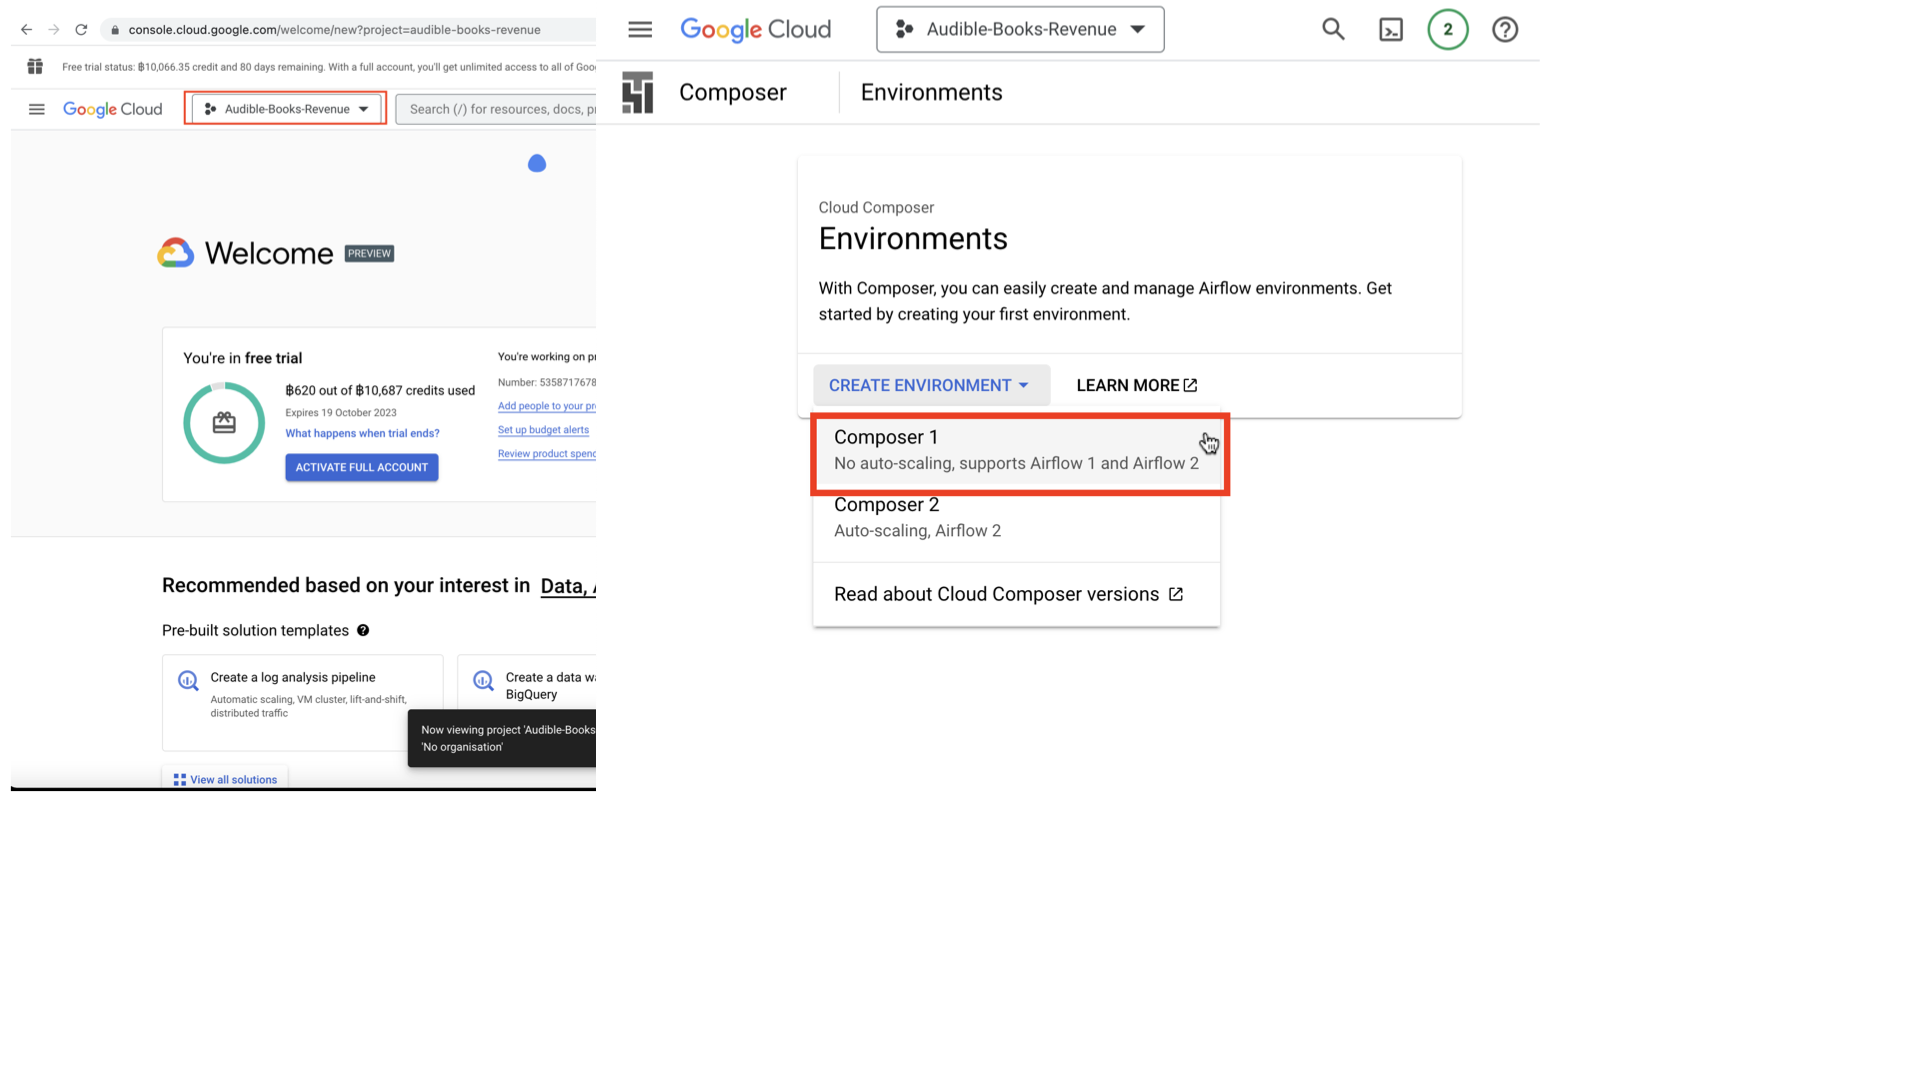 console.cloud.google.com/welcome/new?project=audible-books-revenue
Free trial status: ฿10,066.35 credit and 80 days remaining. With a full account, you'll get unlimited access to all of
Google Cloud
Audible-Books-Revenue
Search (/) for resources, docs,
Welcome PREVIEW
You're in free trial
฿620 out of ฿10,687 credits used
Expires 19 October 2023
What happens when trial ends?
ACTIVATE FULL ACCOUNT
You're working on
Number: 5358717678
Add people to your
Set up budget alerts
Review product
Recommended based on your interest in Data,
Pre-built solution templates
Create a log analysis pipeline
Automatic scaling, VM cluster, lift-and-shift,
distributed traffic
Create a data
BigQuery
Now viewing project 'Audible-Books
'No organisation'
View all solutions
Google Cloud
Audible-Books-Revenue
2
Composer
Environments
Cloud Composer
Environments
With Composer, you can easily create and manage Airflow environments. Get
started by creating your first environment.
CREATE ENVIRONMENT
LEARN MORE
Composer 1
No auto-scaling, supports Airflow 1 and Airflow 2
Composer 2
Auto-scaling, Airflow 2
Read about Cloud Composer versions